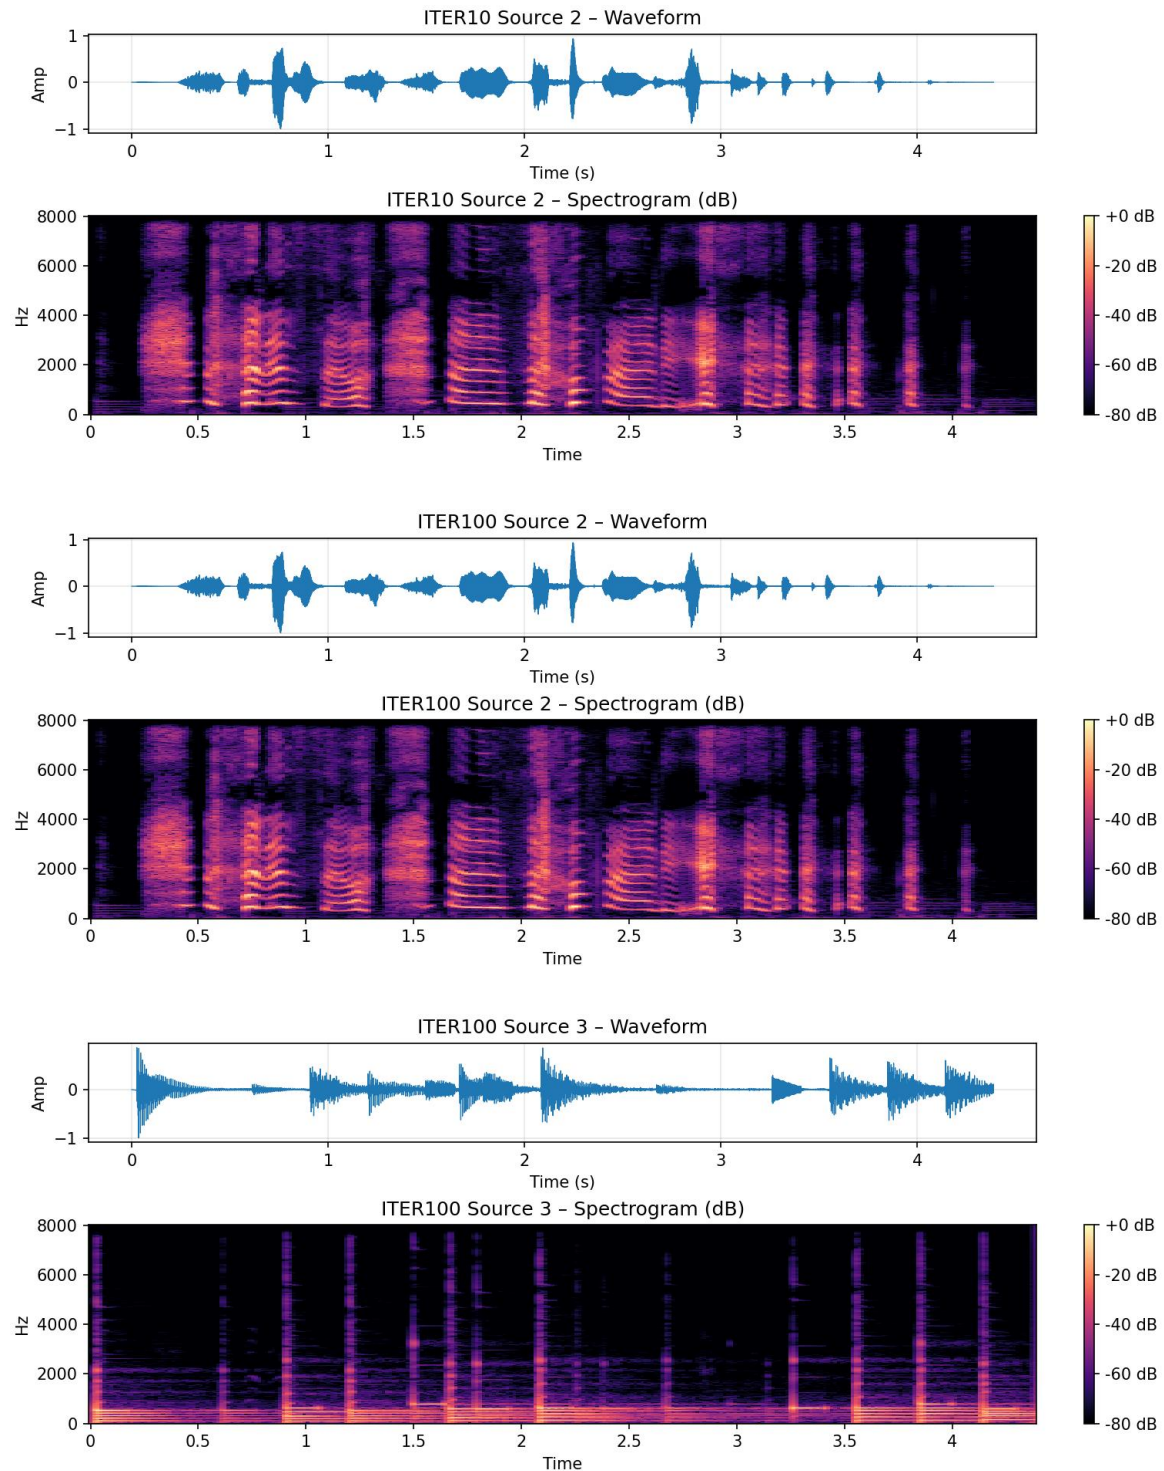 ITER10 Source 2 – Waveform
1
0
−1
Amp
0 1 2 3 4
Time (s)
ITER10 Source 2 – Spectrogram (dB)
8000
6000
4000
2000
0
Hz
0 0.5 1 1.5 2 2.5 3 3.5 4
Time
+0 dB
-20 dB
-40 dB
-60 dB
-80 dB
ITER100 Source 2 – Waveform
1
0
−1
Amp
0 1 2 3 4
Time (s)
ITER100 Source 2 – Spectrogram (dB)
8000
6000
4000
2000
0
Hz
0 0.5 1 1.5 2 2.5 3 3.5 4
Time
+0 dB
-20 dB
-40 dB
-60 dB
-80 dB
ITER100 Source 3 – Waveform
0
−1
Amp
0 1 2 3 4
Time (s)
ITER100 Source 3 – Spectrogram (dB)
8000
6000
4000
2000
0
Hz
0 0.5 1 1.5 2 2.5 3 3.5 4
Time
+0 dB
-20 dB
-40 dB
-60 dB
-80 dB